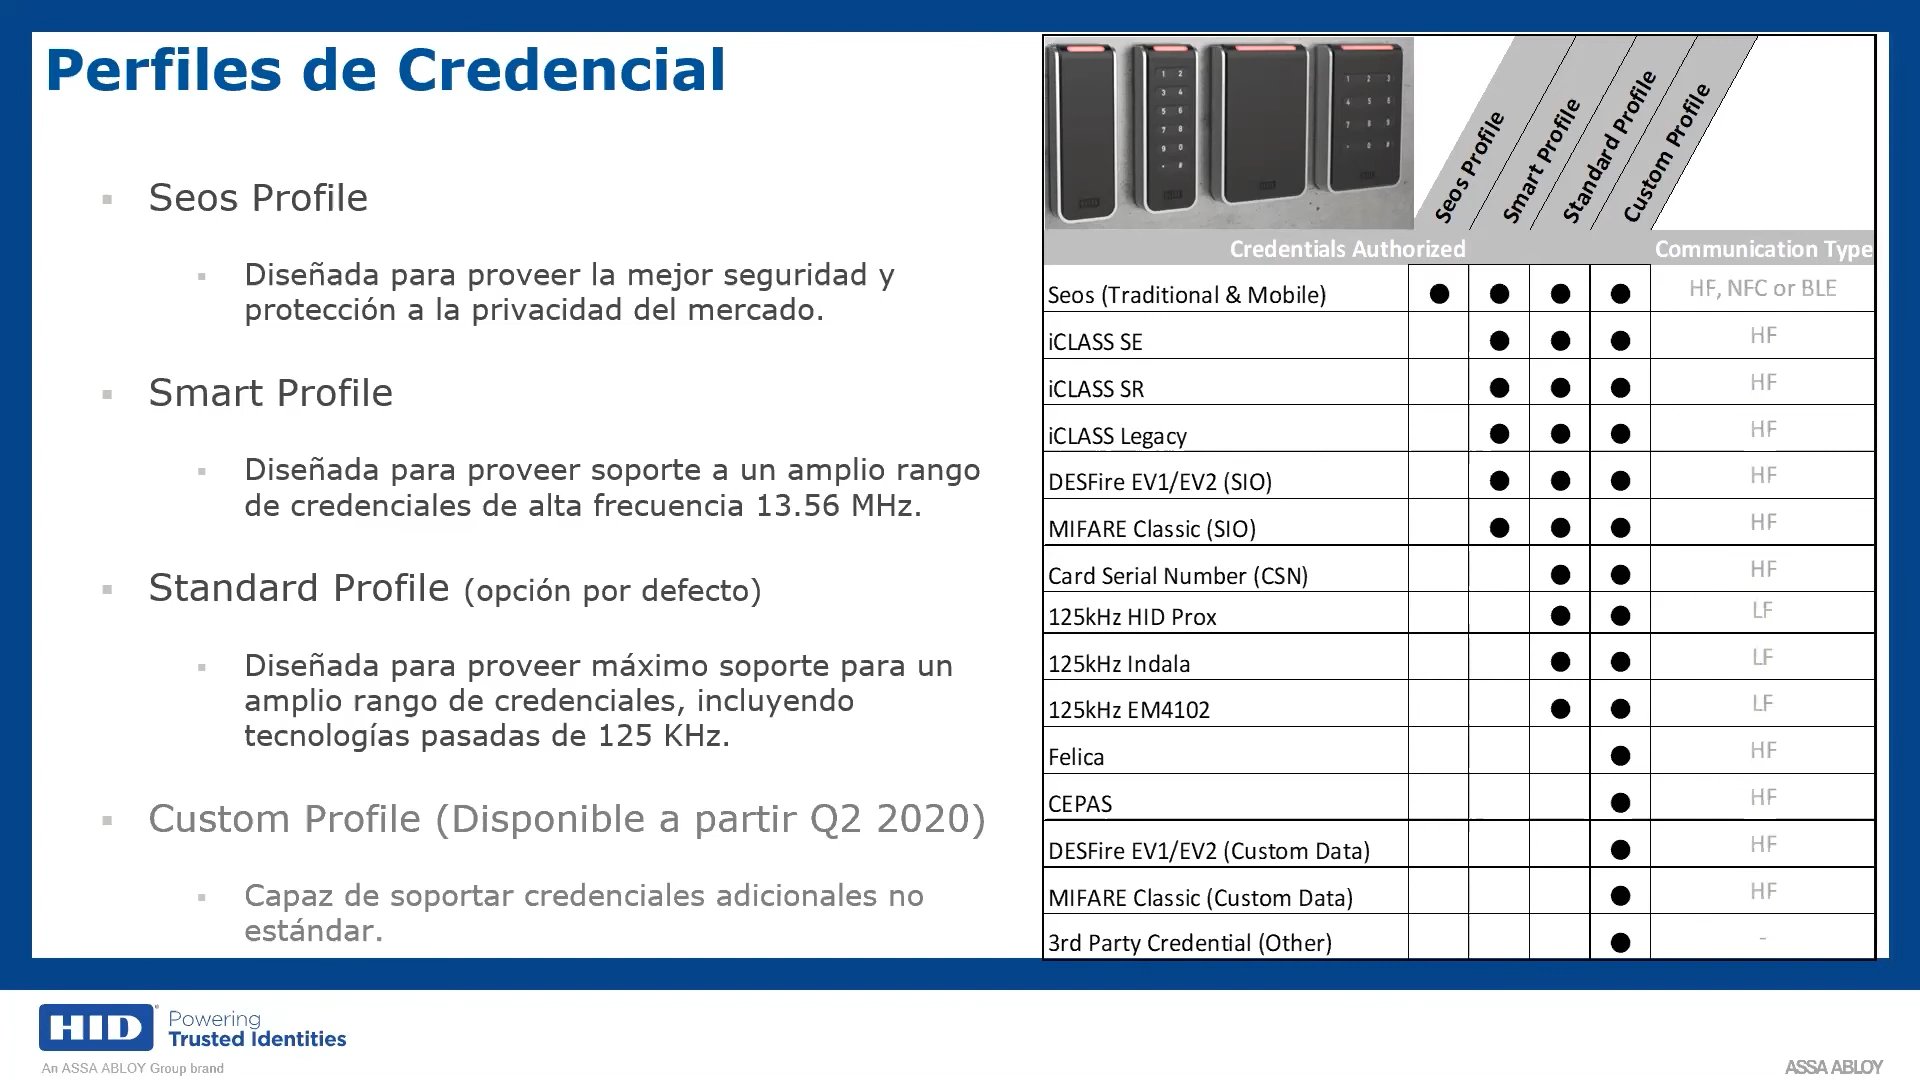 Perfiles de Credencial
Seos Profile
Diseñada para proveer la mejor seguridad y
protección a la privacidad del mercado.
Smart Profile
Diseñada para proveer soporte a un amplio rango
de credenciales de alta frecuencia 13.56 MHz.
Standard Profile (opción por defecto)
Diseñada para proveer máximo soporte para un
amplio rango de credenciales, incluyendo
tecnologías pasadas de 125 KHz.
Custom Profile (Disponible a partir Q2 2020)
Capaz de soportar credenciales adicionales no
estándar.
Seos Profile
Smart Profile
Standard Profile
Custom Profile
Credentials Authorized Communication Type
Seos (Traditional & Mobile) ● ● ● ● HF, NFC or BLE
iCLASS SE ● ● ● HF
iCLASS SR ● ● ● HF
iCLASS Legacy ● ● ● HF
DESFire EV1/EV2 (SIO) ● ● ● HF
MIFARE Classic (SIO) ● ● ● HF
Card Serial Number (CSN) ● ● HF
125kHz HID Prox ● ● LF
125kHz Indala ● ● LF
125kHz EM4102 ● ● LF
Felica ● HF
CEPAS ● HF
DESFire EV1/EV2 (Custom Data) ● HF
MIFARE Classic (Custom Data) ● HF
3rd Party Credential (Other) ● -
HID Powering
Trusted Identities
An ASSA ABLOY Group brand
ASSA ABLOY